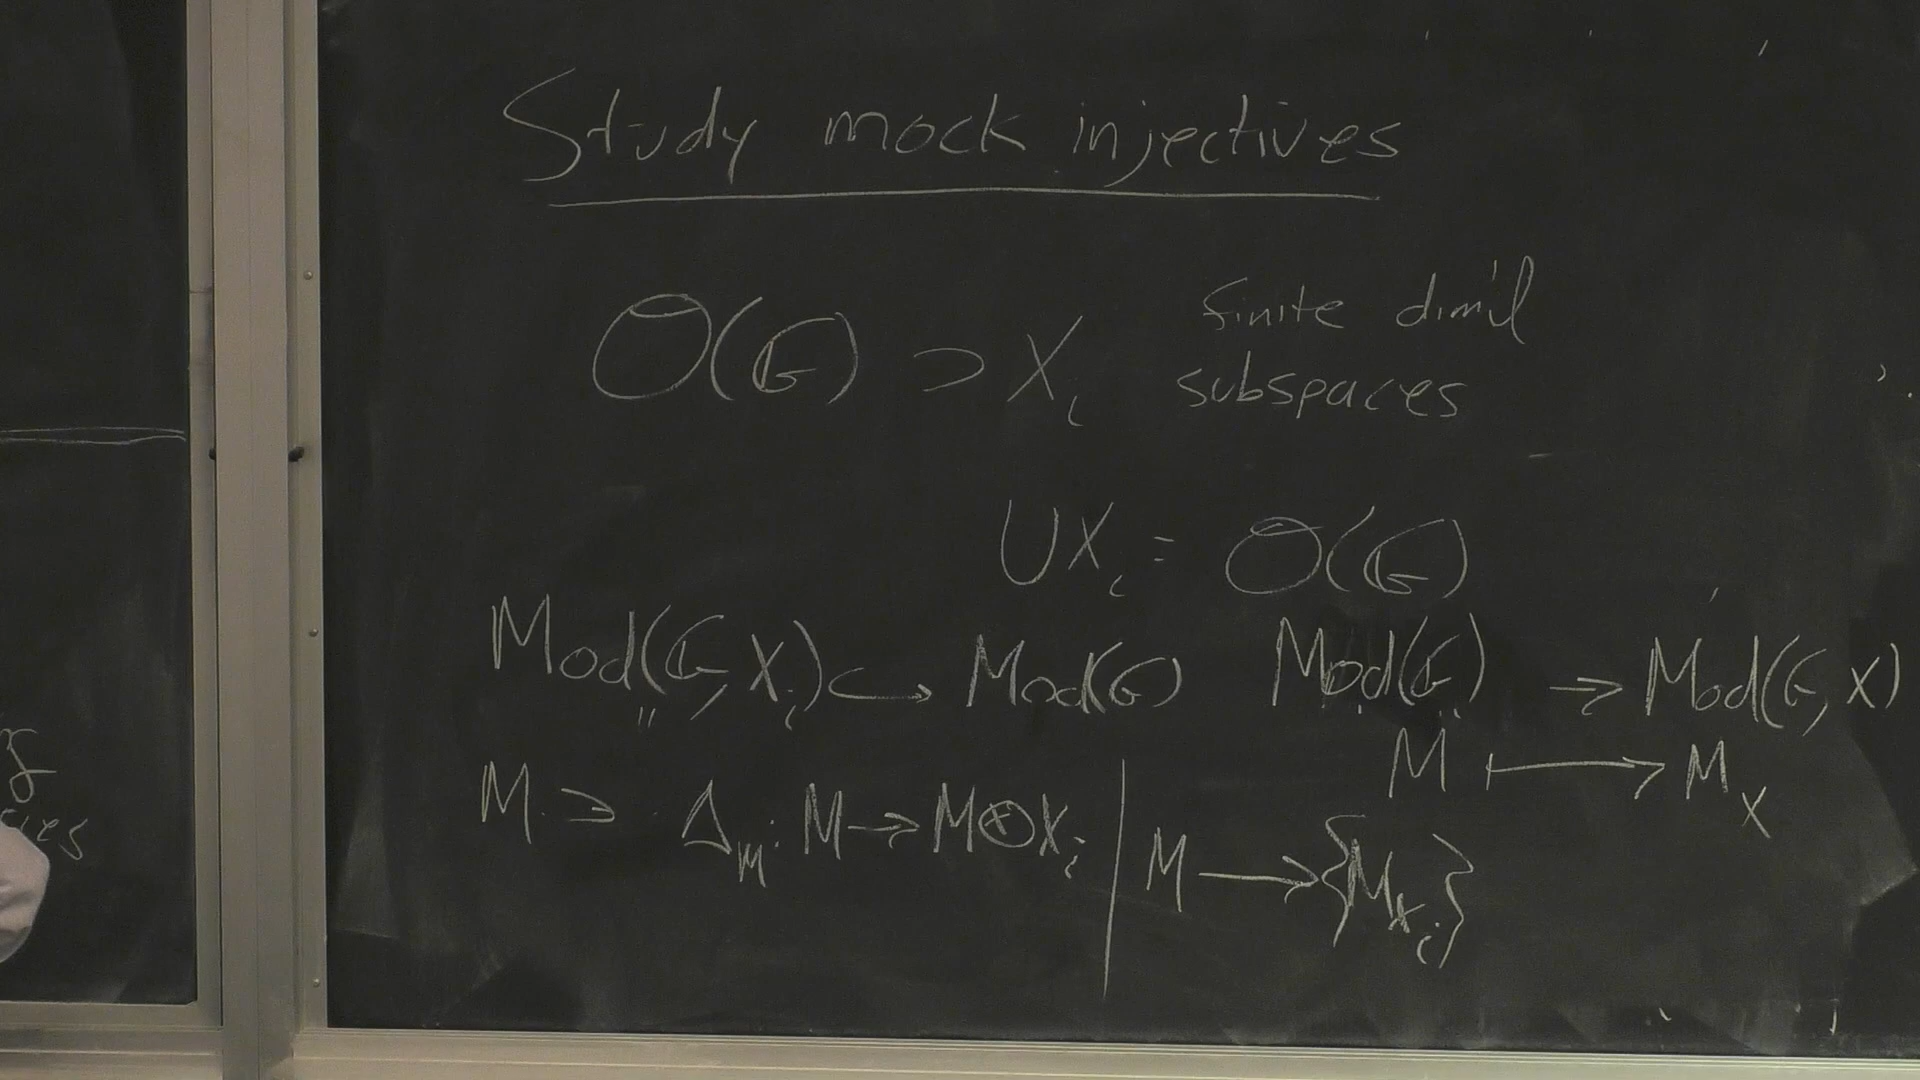 Study mock injectives
𝒪(𝔾) ⊃ X_i finite dim'l
subspaces
∪X_i = 𝒪(𝔾)
Mod(𝔾, X_i) ↪ Mod(𝔾) Mod(𝔾) → Mod(𝔾, X)
M ↦ M_X
M ∋ Δ_M : M → M⊗X_i | M → {M_{X_i}}